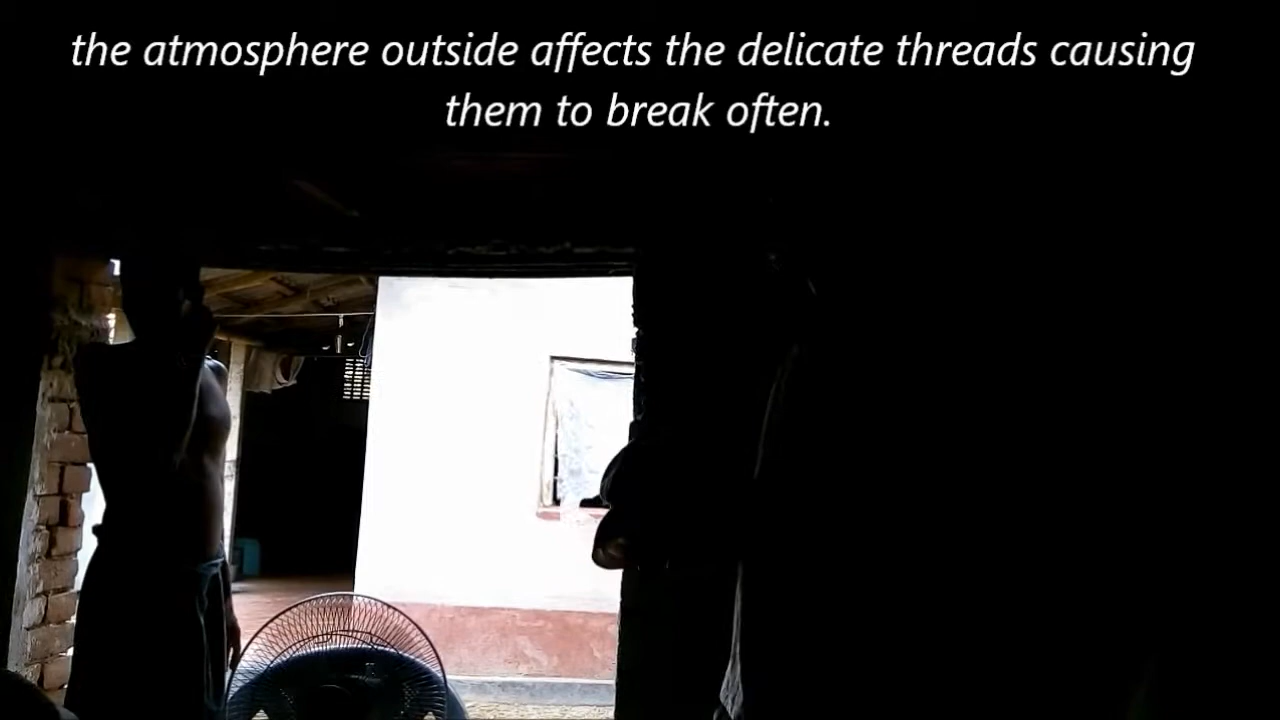 the atmosphere outside affects the delicate threads causing
them to break often.